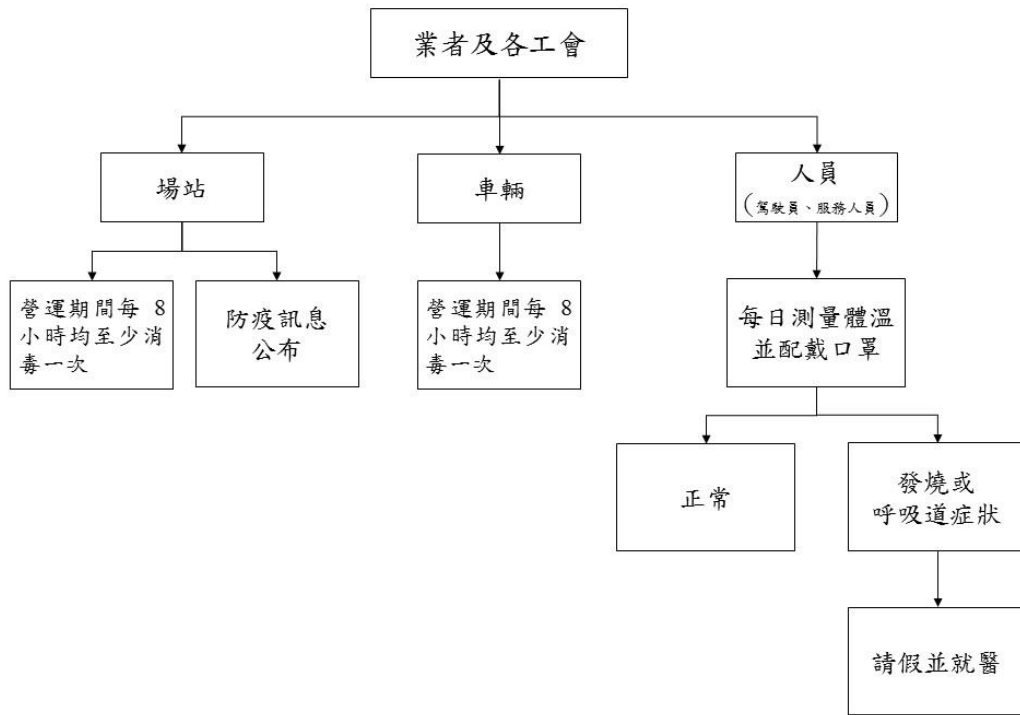 業者及各工會
場站
車輛
人員
(駕駛員、服務人員)
營運期間每 8
小時均至少消
毒一次
防疫訊息
公布
營運期間每 8
小時均至少消
毒一次
每日測量體溫
並配戴口罩
正常
發燒或
呼吸道症狀
請假並就醫